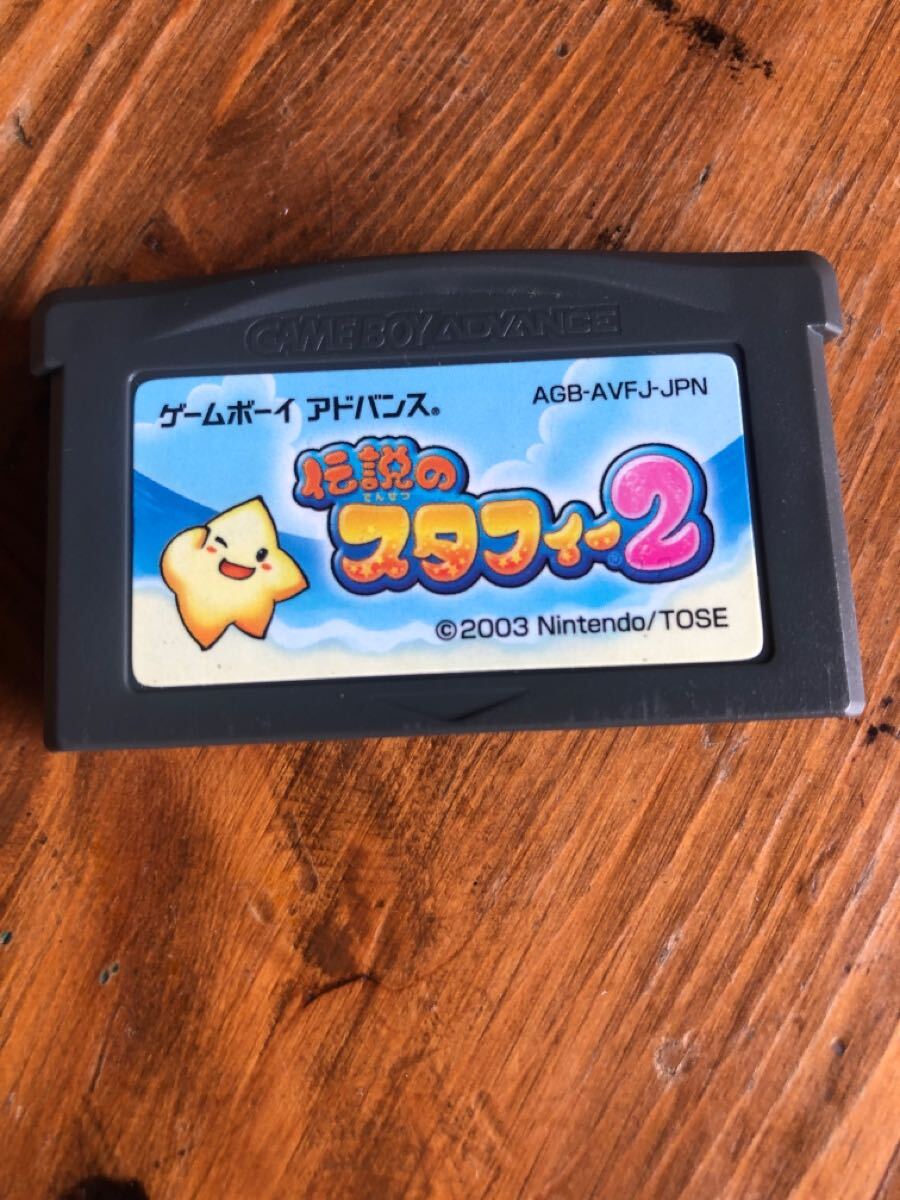 GAME BOY ADVANCE
ゲームボーイ アドバンス®
AGB-AVFJ-JPN
伝説の
でんせつ
スタフィー®2
©2003 Nintendo/TOSE